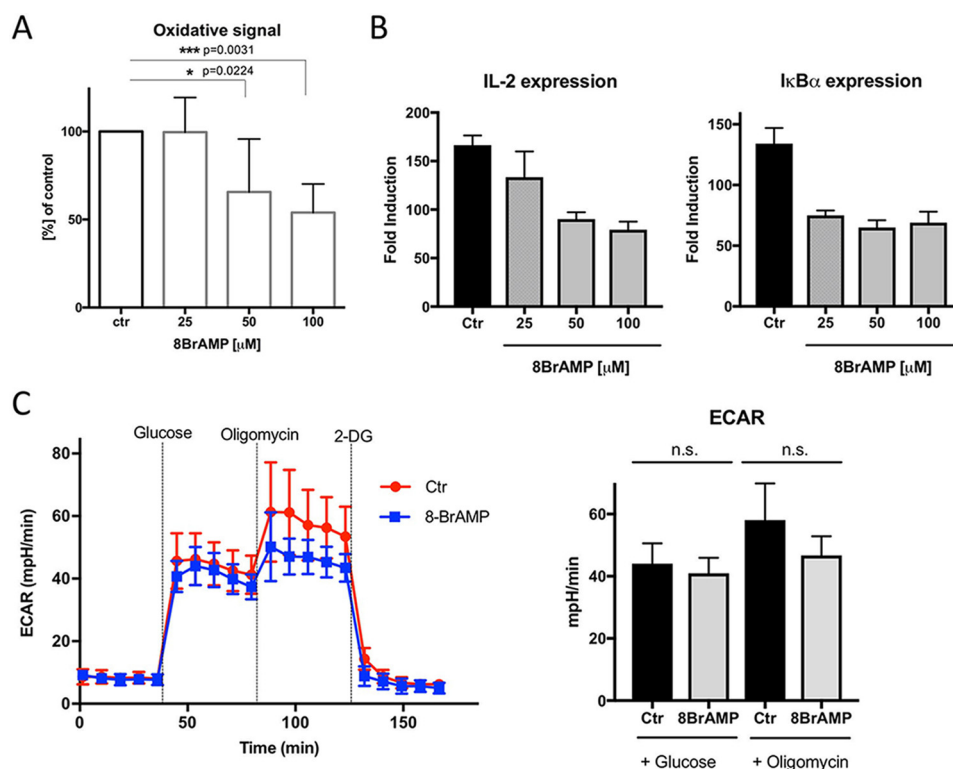 A
Oxidative signal
*** p=0.0031
* p=0.0224
[%] of control
100
50
0
ctr 25 50 100
8BrAMP [µM]
B
IL-2 expression
Fold Induction
200
150
100
50
0
Ctr 25 50 100
8BrAMP [µM]
IκBα expression
Fold Induction
150
100
50
0
Ctr 25 50 100
8BrAMP [µM]
C
Glucose Oligomycin 2-DG
Ctr
8-BrAMP
ECAR (mpH/min)
80
60
40
20
0
0 50 100 150
Time (min)
ECAR
n.s. n.s.
mpH/min
60
40
20
0
Ctr 8BrAMP Ctr 8BrAMP
+ Glucose + Oligomycin